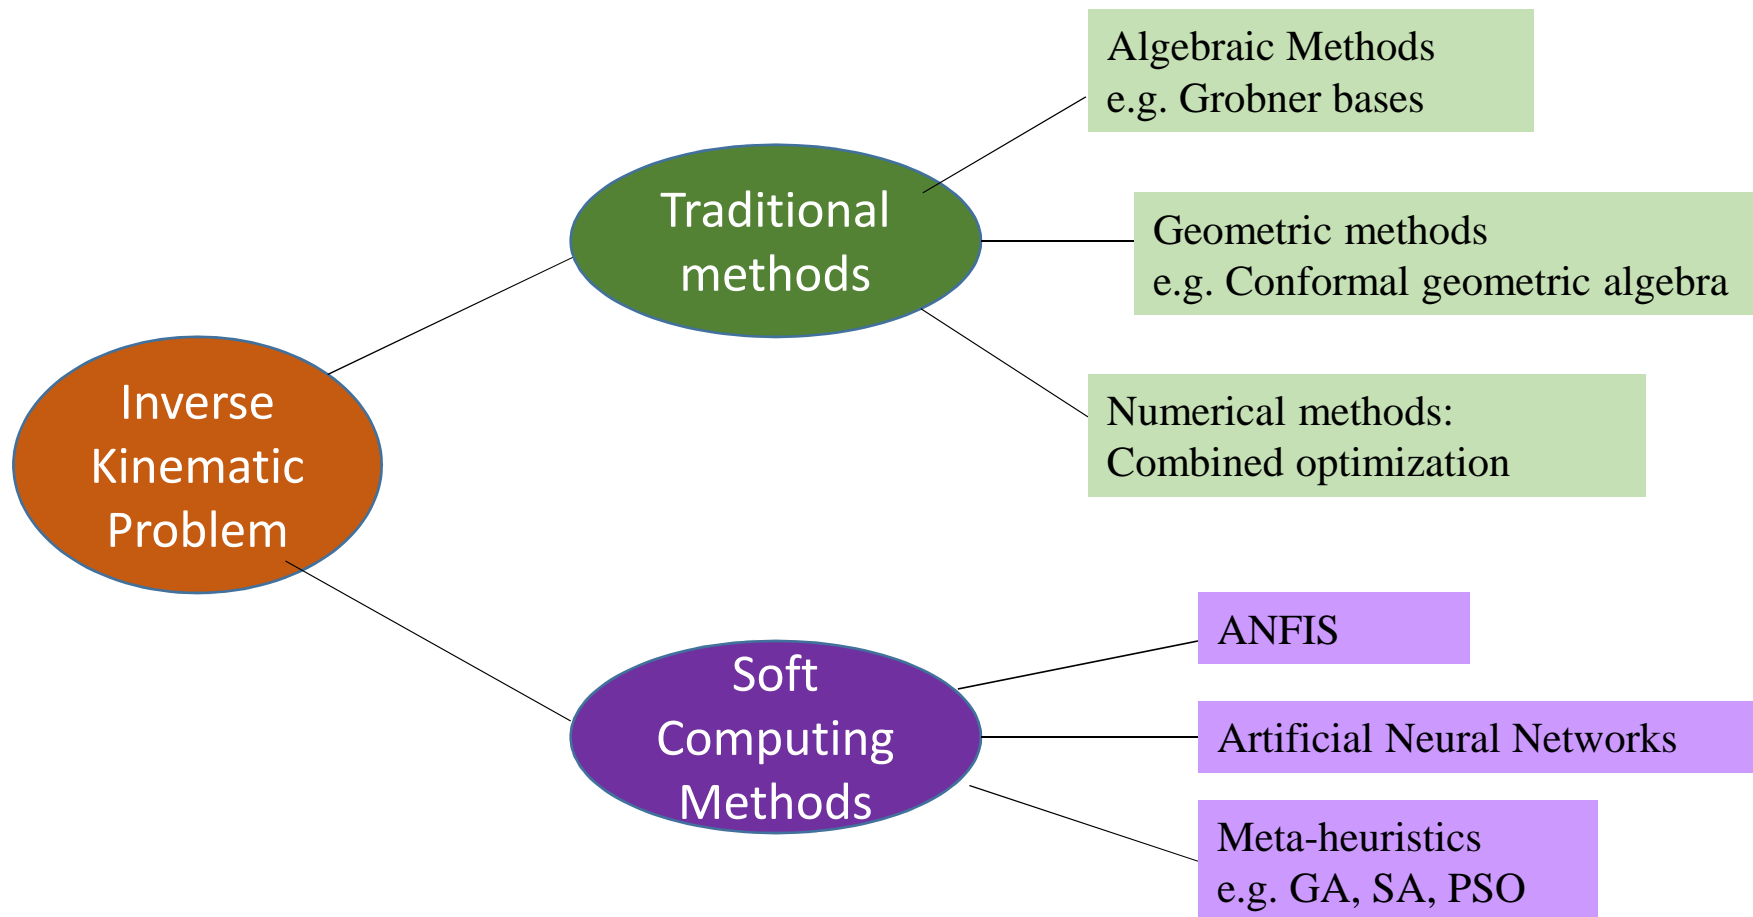 Inverse
Kinematic
Problem
Traditional
methods
Algebraic Methods
e.g. Grobner bases
Geometric methods
e.g. Conformal geometric algebra
Numerical methods:
Combined optimization
Soft
Computing
Methods
ANFIS
Artificial Neural Networks
Meta-heuristics
e.g. GA, SA, PSO